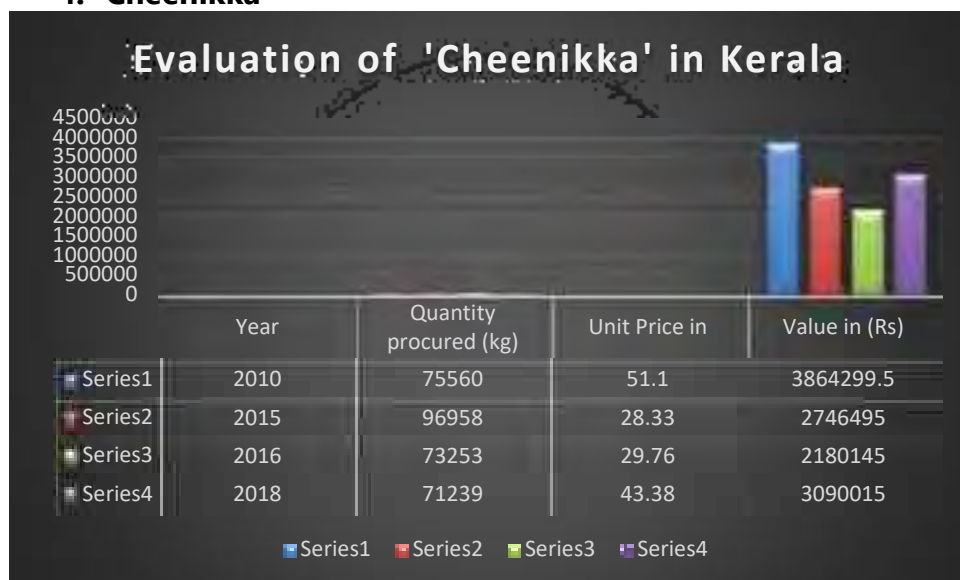 Cheenikka
Evaluation of 'Cheenikka' in Kerala
4500000
4000000
3500000
3000000
2500000
2000000
1500000
1000000
500000
0
Year Quantity procured (kg) Unit Price in Value in (Rs)
Series1 2010 75560 51.1 3864299.5
Series2 2015 96958 28.33 2746495
Series3 2016 73253 29.76 2180145
Series4 2018 71239 43.38 3090015
Series1 Series2 Series3 Series4